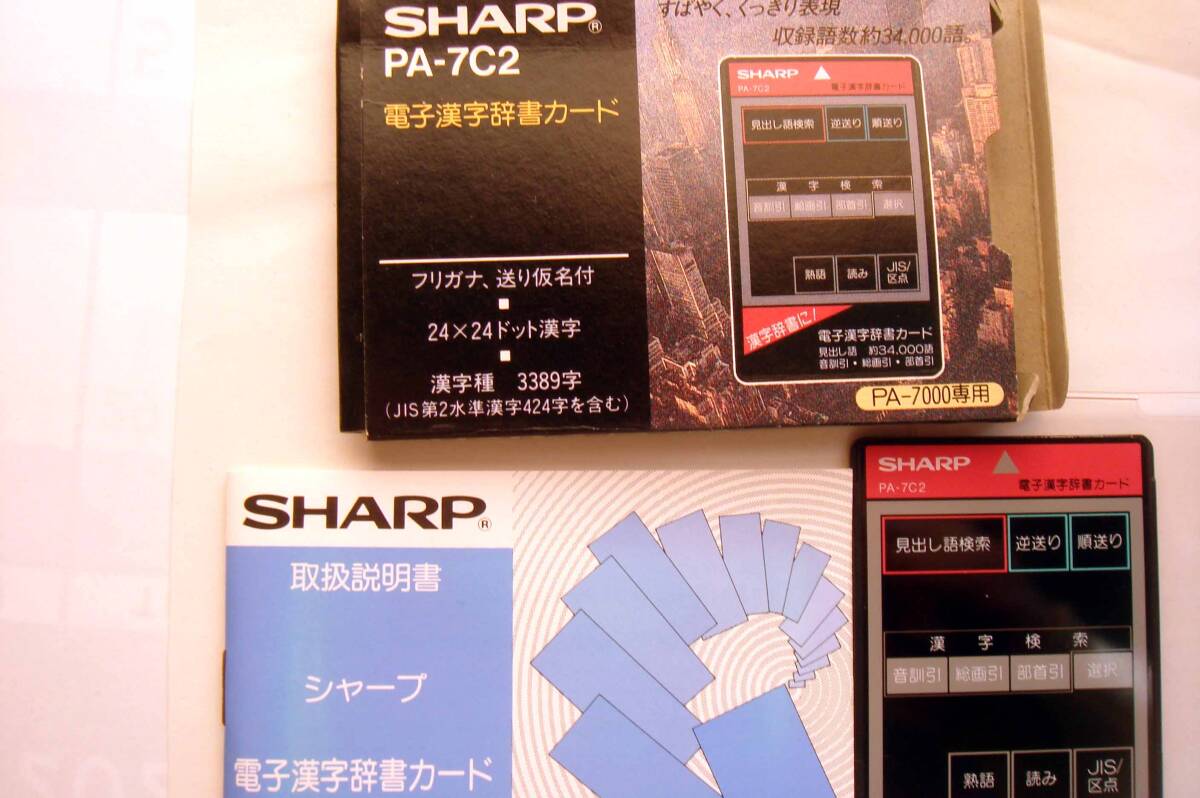 SHARP®
PA-7C2
電子漢字辞書カード
フリガナ、送り仮名付
24×24ドット漢字
漢字種 3389字
(JIS第2水準漢字424字を含む)
すばやく、くっきり表現
収録語数約34,000語。
SHARP
PA-7C2 電子漢字辞書カード
見出し語検索 逆送り 順送り
漢字検索
音訓引 総画引 部首引 選択
熟語 読み JIS/区点
漢字辞書に!
電子漢字辞書カード
見出し語 約34,000語
音訓引・総画引・部首引
PA-7000専用
SHARP®
取扱説明書
シャープ
電子漢字辞書カード
SHARP
PA-7C2 電子漢字辞書カード
見出し語検索 逆送り 順送り
漢字検索
音訓引 総画引 部首引 選択
熟語 読み JIS/区点